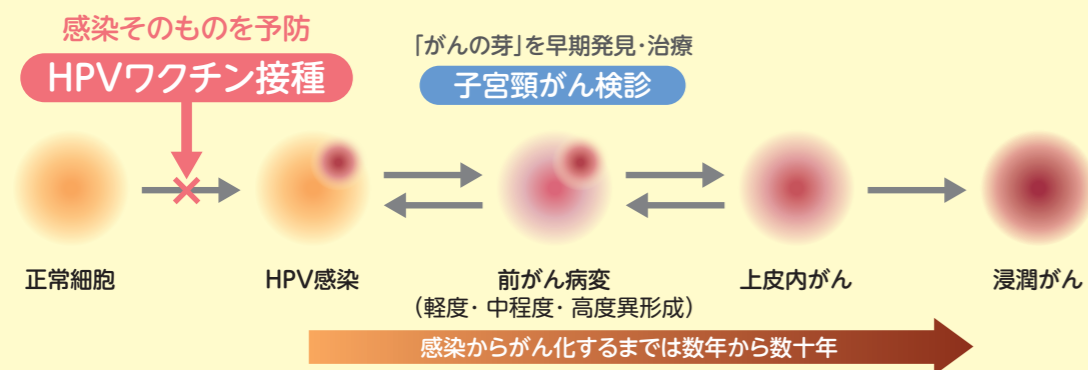 感染そのものを予防
HPVワクチン接種
「がんの芽」を早期発見・治療
子宮頸がん検診
正常細胞
HPV感染
前がん病変
（軽度・中程度・高度異形成）
上皮内がん
浸潤がん
感染からがん化するまでは数年から数十年